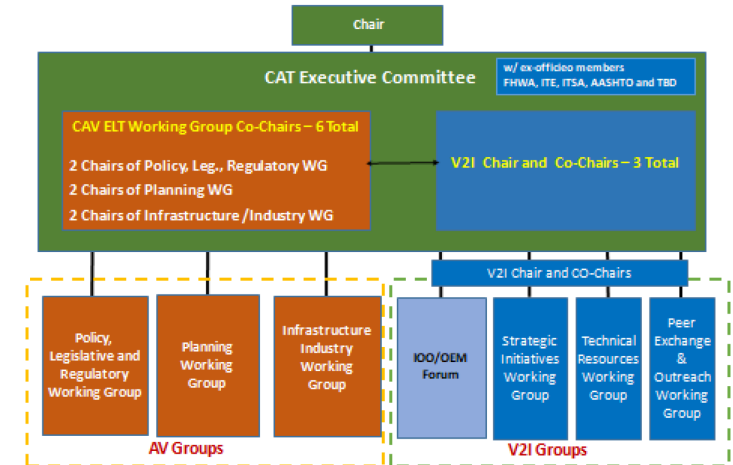 Chair
CAT Executive Committee
w/ ex-officieo members
FHWA, ITE, ITSA, AASHTO and TBD
CAV ELT Working Group Co-Chairs – 6 Total
2 Chairs of Policy, Leg., Regulatory WG
2 Chairs of Planning WG
2 Chairs of Infrastructure /Industry WG
V2I Chair and Co-Chairs – 3 Total
V2I Chair and CO-Chairs
Policy,
Legislative and
Regulatory
Working Group
Planning
Working
Group
Infrastructure
Industry Working
Group
IOO/OEM
Forum
Strategic
Initiatives
Working
Group
Technical
Resources
Working
Group
Peer
Exchange
&
Outreach
Working
Group
AV Groups
V2I Groups